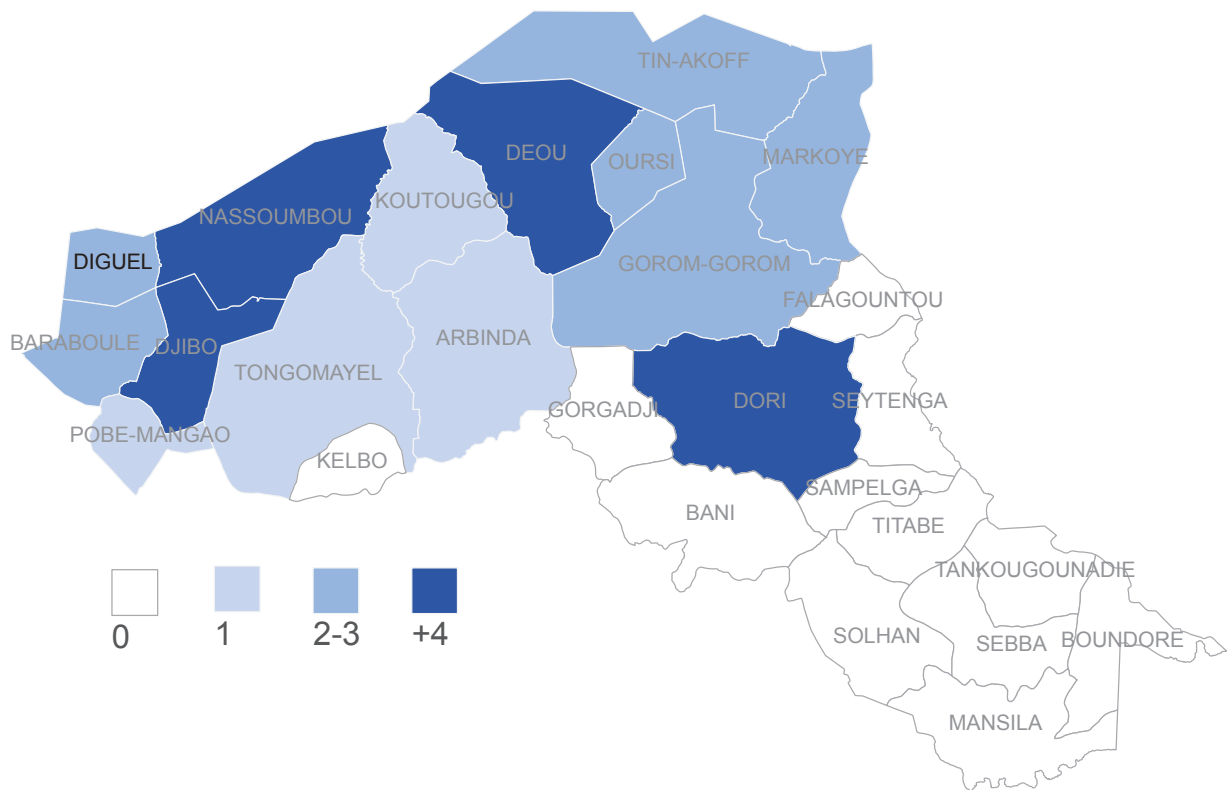 TIN-AKOFF
DEOU
OURSI
MARKOYE
KOUTOUGOU
NASSOUMBOU
DIGUEL
GOROM-GOROM
FALAGOUNTOU
BARABOULE
DJIBO
ARBINDA
TONGOMAYEL
GORGADJI
DORI
SEYTENGA
POBE-MANGAO
KELBO
SAMPELGA
BANI
TITABE
TANKOUGOUNADIE
SOLHAN
SEBBA
BOUNDORE
MANSILA
0
1
2-3
+4